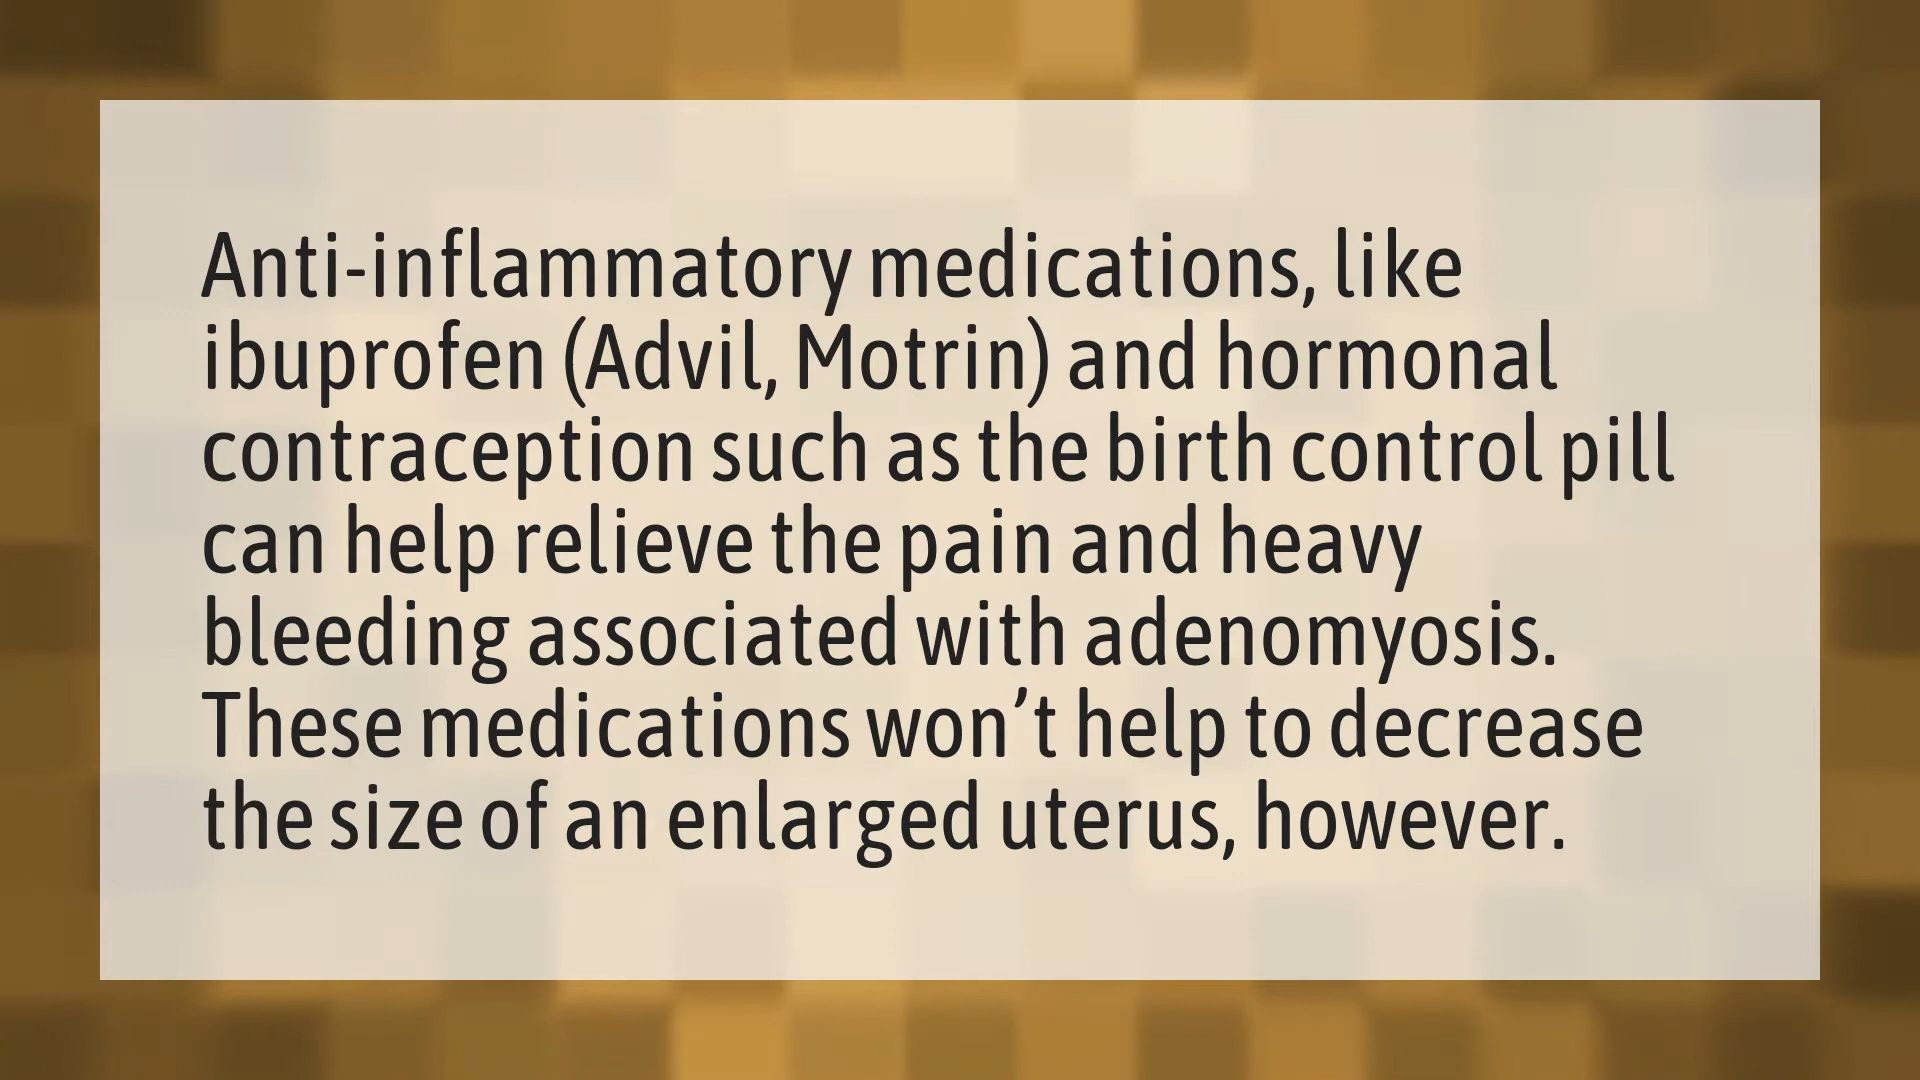 Anti-inflammatory medications, like
ibuprofen (Advil, Motrin) and hormonal
contraception such as the birth control pill
can help relieve the pain and heavy
bleeding associated with adenomyosis.
These medications won’t help to decrease
the size of an enlarged uterus, however.